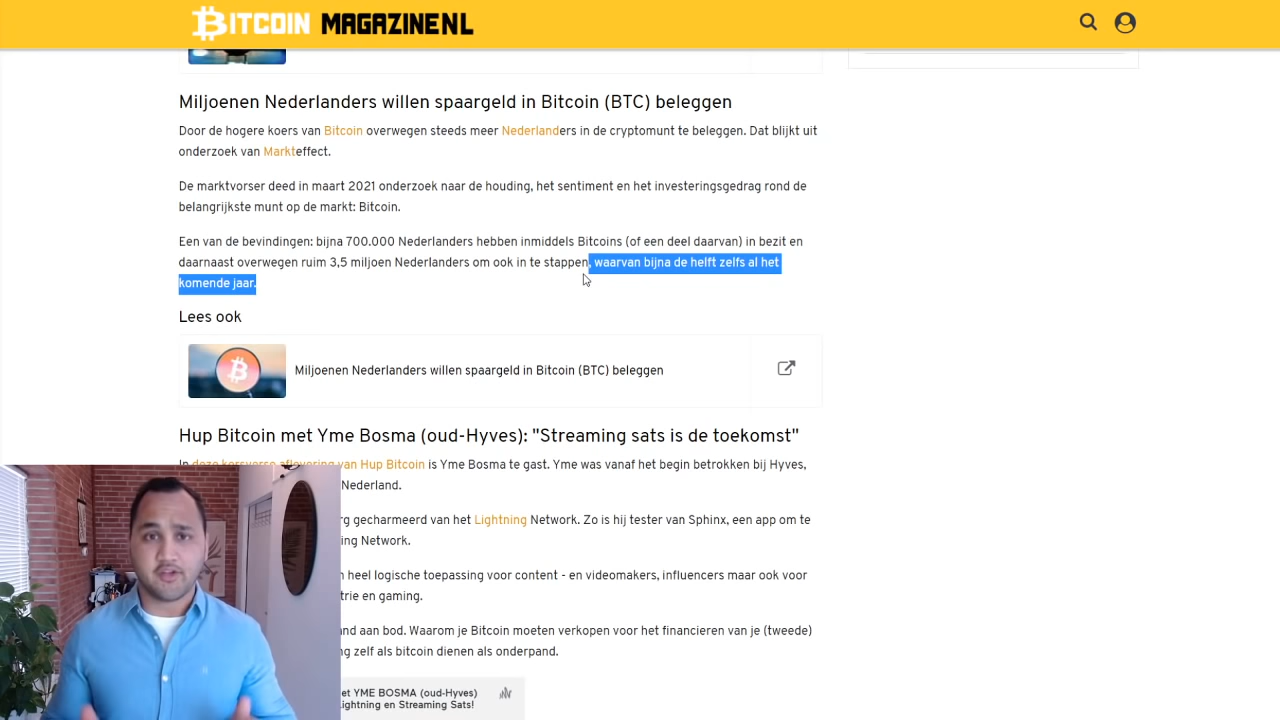 BITCOIN MAGAZINE NL
Miljoenen Nederlanders willen spaargeld in Bitcoin (BTC) beleggen
Door de hogere koers van Bitcoin overwegen steeds meer Nederlanders in de cryptomunt te beleggen. Dat blijkt uit
onderzoek van Markteffect.
De marktvorser deed in maart 2021 onderzoek naar de houding, het sentiment en het investeringsgedrag rond de
belangrijkste munt op de markt: Bitcoin.
Een van de bevindingen: bijna 700.000 Nederlanders hebben inmiddels Bitcoins (of een deel daarvan) in bezit en
daarnaast overwegen ruim 3,5 miljoen Nederlanders om ook in te stappen, waarvan bijna de helft zelfs al het
komende jaar.
Lees ook
Miljoenen Nederlanders willen spaargeld in Bitcoin (BTC) beleggen
Hup Bitcoin met Yme Bosma (oud-Hyves): "Streaming sats is de toekomst"
In deze kersverse aflevering van Hup Bitcoin is Yme Bosma te gast. Yme was vanaf het begin betrokken bij Hyves,
Nederland.
gecharmeerd van het Lightning Network. Zo is hij tester van Sphinx, een app om te
Network.
heel logische toepassing voor content - en videomakers, influencers maar ook voor
en gaming.
aan bod. Waarom je Bitcoin moeten verkopen voor het financieren van je (tweede)
zelf als bitcoin dienen als onderpand.
YME BOSMA (oud-Hyves)
en Streaming Sats!